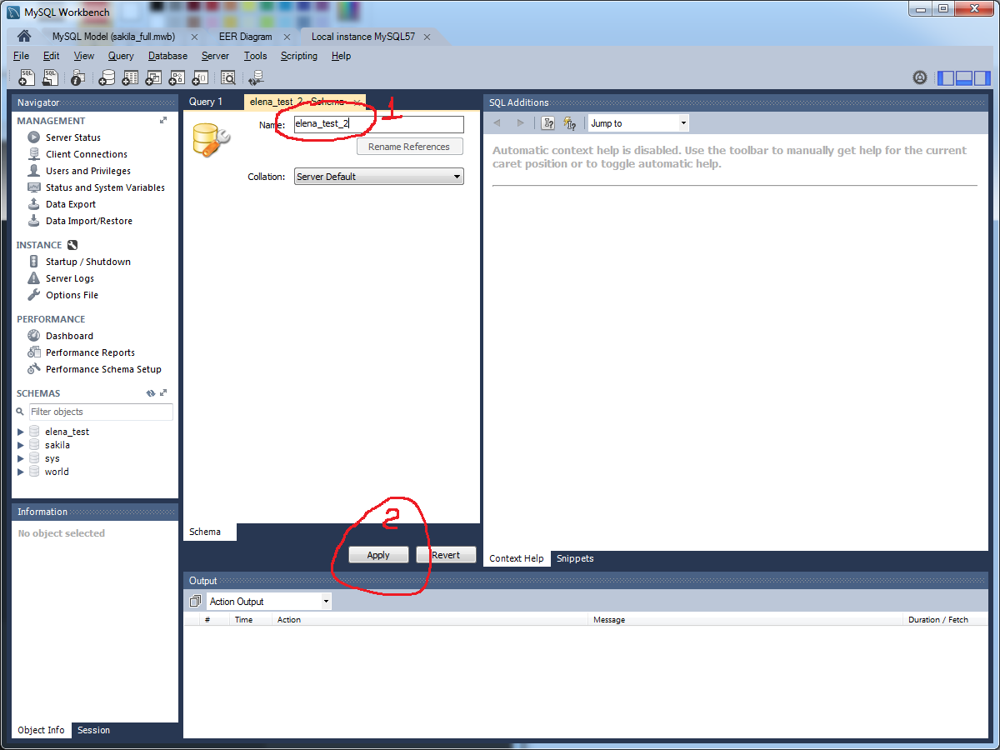 MySQL Workbench
MySQL Model (sakila_full.mwb)
EER Diagram
Local instance MySQL57
File Edit View Query Database Server Tools Scripting Help
Navigator
MANAGEMENT
Server Status
Client Connections
Users and Privileges
Status and System Variables
Data Export
Data Import/Restore
INSTANCE
Startup / Shutdown
Server Logs
Options File
PERFORMANCE
Dashboard
Performance Reports
Performance Schema Setup
SCHEMAS
Filter objects
elena_test
sakila
sys
world
Information
No object selected
Object Info Session
Query 1
elena_test_2 - Schema
1
Name: elena_test_2
Rename References
Collation: Server Default
Schema
2
Apply Revert
SQL Additions
Jump to
Automatic context help is disabled. Use the toolbar to manually get help for the current
caret position or to toggle automatic help.
Context Help Snippets
Output
Action Output
# Time Action Message Duration / Fetch